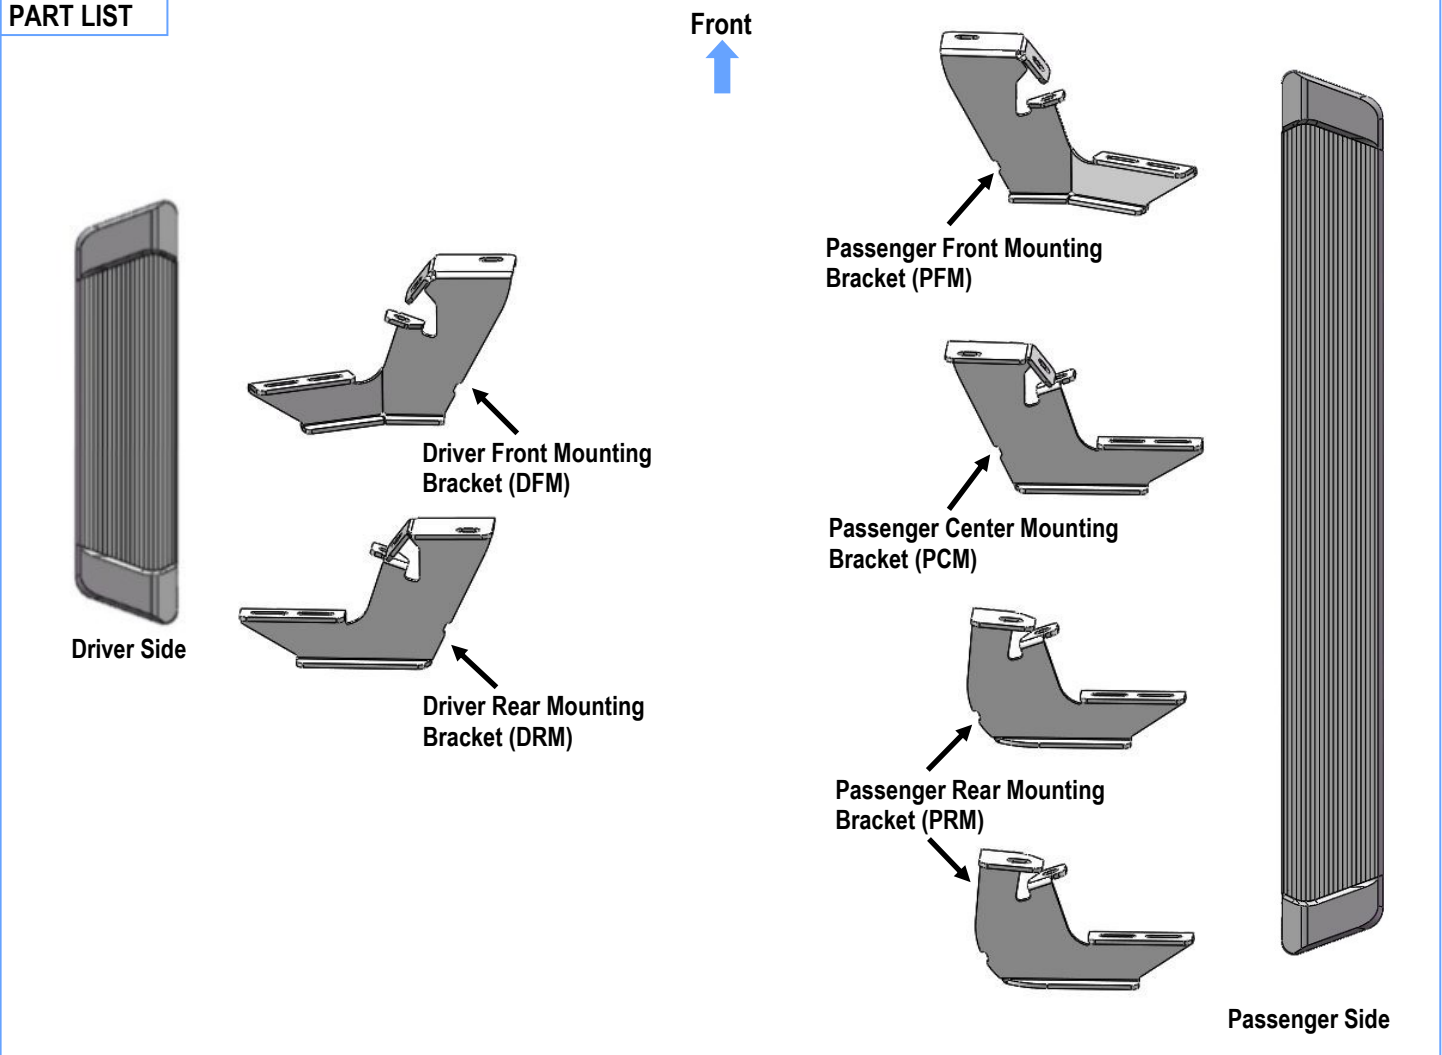 PART LIST
Front
Passenger Front Mounting
Bracket (PFM)
Driver Front Mounting
Bracket (DFM)
Passenger Center Mounting
Bracket (PCM)
Driver Side
Driver Rear Mounting
Bracket (DRM)
Passenger Rear Mounting
Bracket (PRM)
Passenger Side